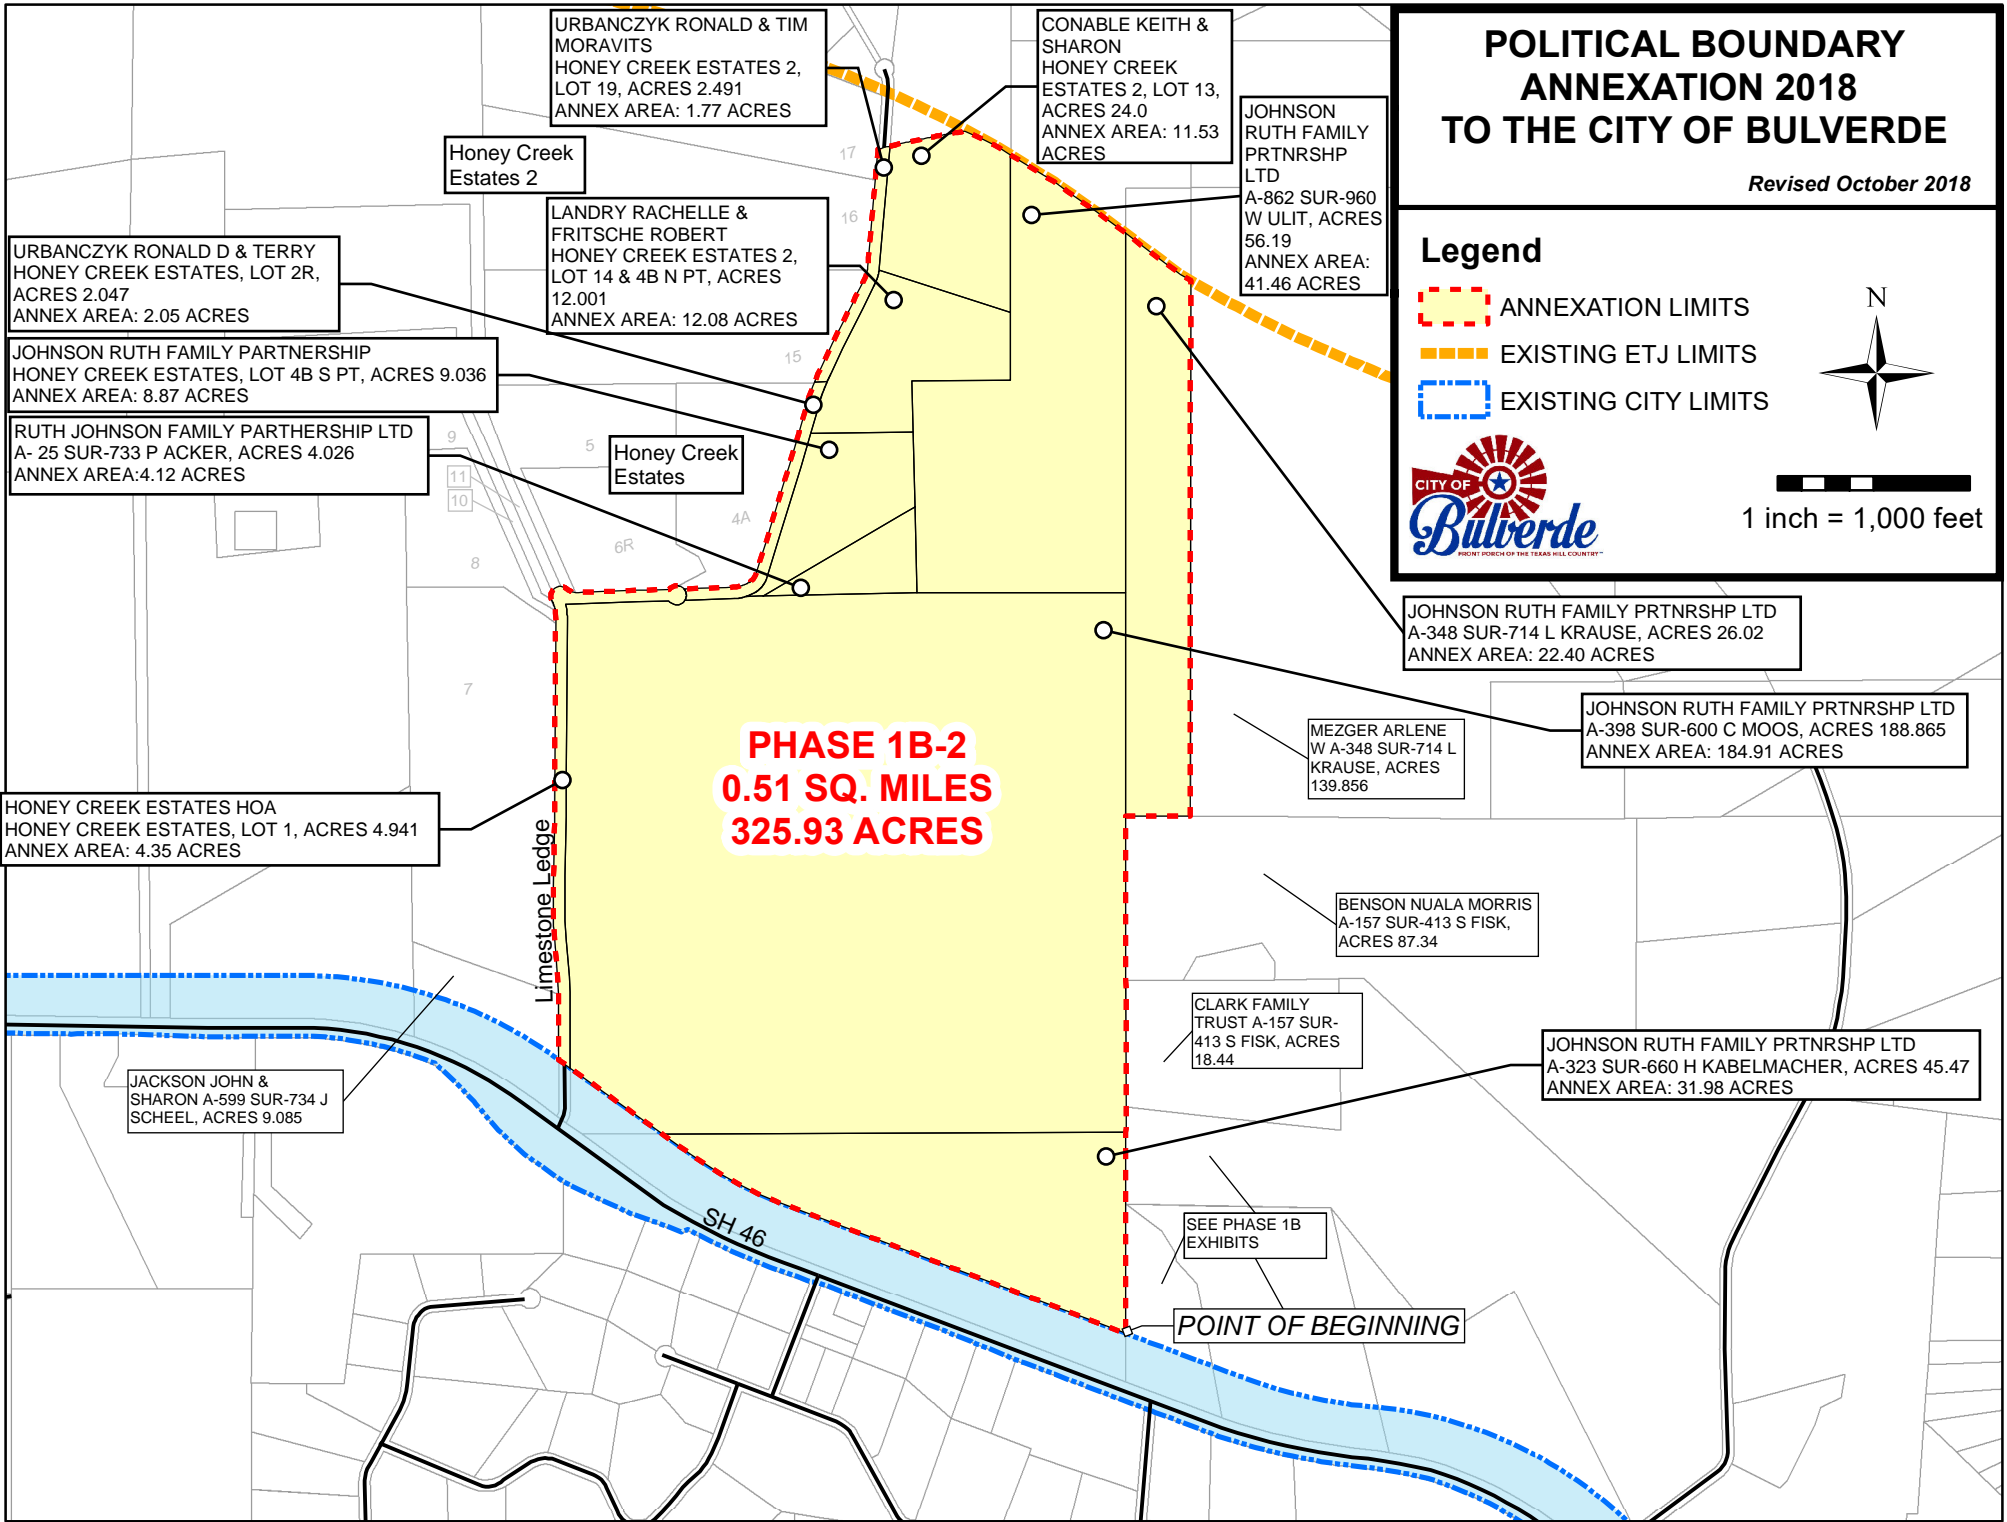 URBANCZYK RONALD & TIM
MORAVITS
HONEY CREEK ESTATES 2,
LOT 19, ACRES 2.491
ANNEX AREA: 1.77 ACRES
CONABLE KEITH &
SHARON
HONEY CREEK
ESTATES 2, LOT 13,
ACRES 24.0
ANNEX AREA: 11.53
ACRES
JOHNSON
RUTH FAMILY
PRTNRSHP
LTD
A-862 SUR-960
W ULIT, ACRES
56.19
ANNEX AREA:
41.46 ACRES
POLITICAL BOUNDARY
ANNEXATION 2018
TO THE CITY OF BULVERDE
Revised October 2018
Legend
ANNEXATION LIMITS
EXISTING ETJ LIMITS
EXISTING CITY LIMITS
N
CITY OF
Bulverde
FRONT PORCH OF THE TEXAS HILL COUNTRY™
1 inch = 1,000 feet
Honey Creek
Estates 2
17
16
15
LANDRY RACHELLE &
FRITSCHE ROBERT
HONEY CREEK ESTATES 2,
LOT 14 & 4B N PT, ACRES
12.001
ANNEX AREA: 12.08 ACRES
URBANCZYK RONALD D & TERRY
HONEY CREEK ESTATES, LOT 2R,
ACRES 2.047
ANNEX AREA: 2.05 ACRES
JOHNSON RUTH FAMILY PARTNERSHIP
HONEY CREEK ESTATES, LOT 4B S PT, ACRES 9.036
ANNEX AREA: 8.87 ACRES
RUTH JOHNSON FAMILY PARTHERSHIP LTD
A- 25 SUR-733 P ACKER, ACRES 4.026
ANNEX AREA:4.12 ACRES
9
11
10
5
Honey Creek
Estates
4A
6R
8
7
JOHNSON RUTH FAMILY PRTNRSHP LTD
A-348 SUR-714 L KRAUSE, ACRES 26.02
ANNEX AREA: 22.40 ACRES
JOHNSON RUTH FAMILY PRTNRSHP LTD
A-398 SUR-600 C MOOS, ACRES 188.865
ANNEX AREA: 184.91 ACRES
MEZGER ARLENE
W A-348 SUR-714 L
KRAUSE, ACRES
139.856
PHASE 1B-2
0.51 SQ. MILES
325.93 ACRES
HONEY CREEK ESTATES HOA
HONEY CREEK ESTATES, LOT 1, ACRES 4.941
ANNEX AREA: 4.35 ACRES
Limestone Ledge
BENSON NUALA MORRIS
A-157 SUR-413 S FISK,
ACRES 87.34
CLARK FAMILY
TRUST A-157 SUR-
413 S FISK, ACRES
18.44
JOHNSON RUTH FAMILY PRTNRSHP LTD
A-323 SUR-660 H KABELMACHER, ACRES 45.47
ANNEX AREA: 31.98 ACRES
JACKSON JOHN &
SHARON A-599 SUR-734 J
SCHEEL, ACRES 9.085
SH 46
SEE PHASE 1B
EXHIBITS
POINT OF BEGINNING